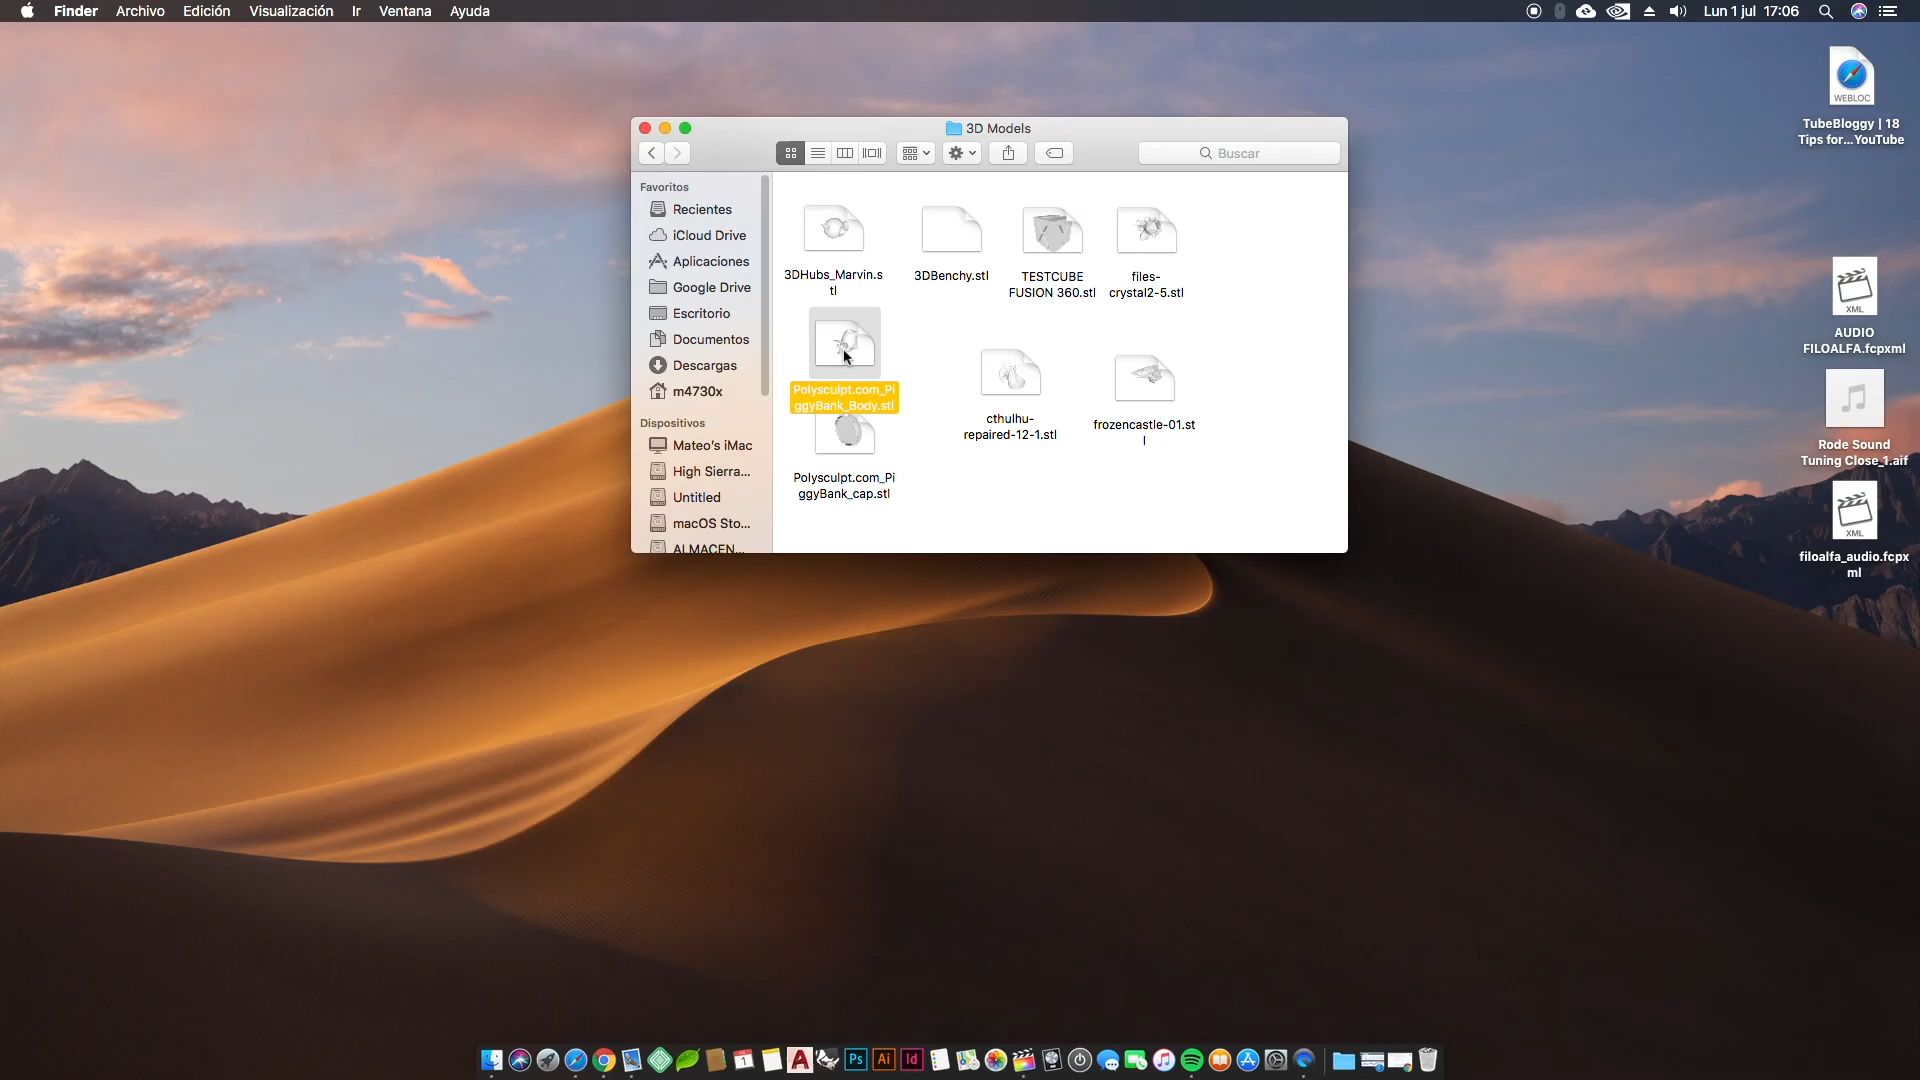 Finder Archivo Edición Visualización Ir Ventana Ayuda
Lun 1 jul 17:06
3D Models
Buscar
Favoritos
Recientes
iCloud Drive
Aplicaciones
Google Drive
Escritorio
Documentos
Descargas
m4730x
Dispositivos
Mateo's iMac
High Sierra...
Untitled
macOS Sto...
ALMACEN...
3DHubs_Marvin.s
tl
3DBenchy.stl
TESTCUBE
FUSION 360.stl
files-
crystal2-5.stl
Polysculpt.com_Pi
ggyBank_Body.stl
cthulhu-
repaired-12-1.stl
frozencastle-01.st
l
Polysculpt.com_Pi
ggyBank_cap.stl
WEBLOC
TubeBloggy | 18
Tips for...YouTube
XML
AUDIO
FILOALFA.fcpxml
Rode Sound
Tuning Close_1.aif
XML
filoalfa_audio.fcpx
ml
1
A
Ps
Ai
Id